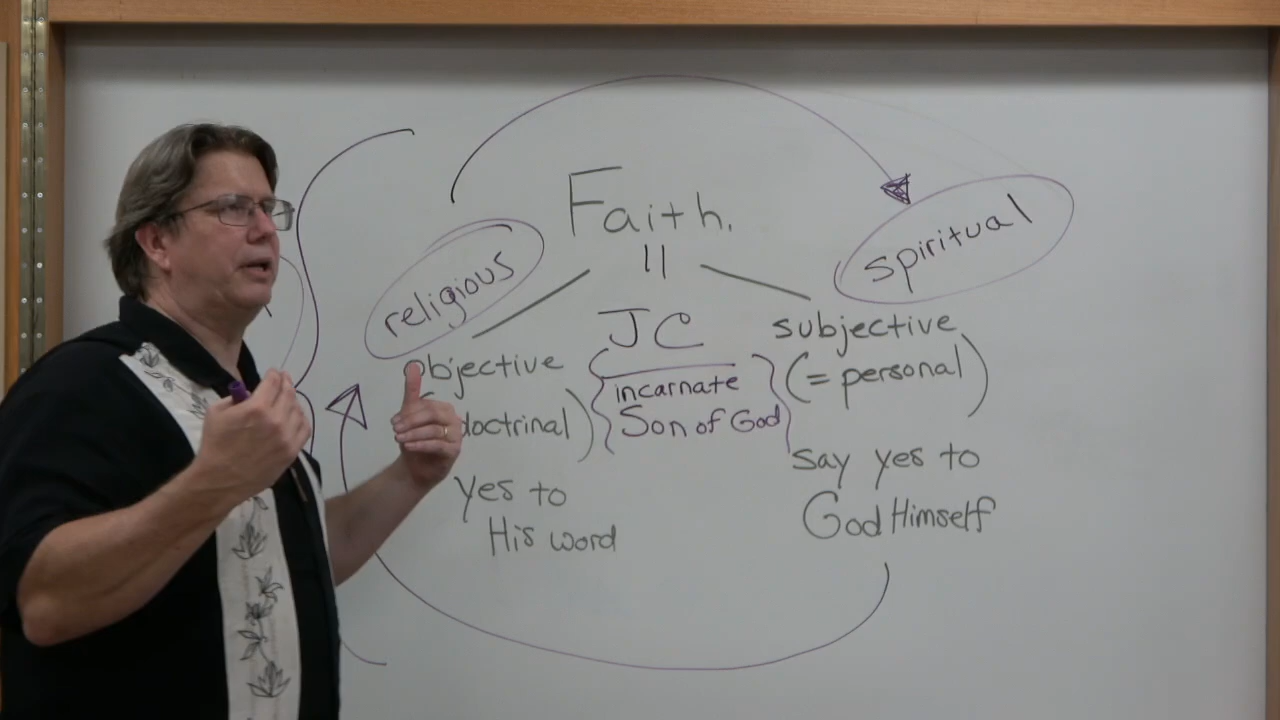 Faith.
religious
spiritual
JC
objective
doctrinal)
{incarnate
Son of God}
subjective
(= personal)
yes to
His word
say yes to
God Himself